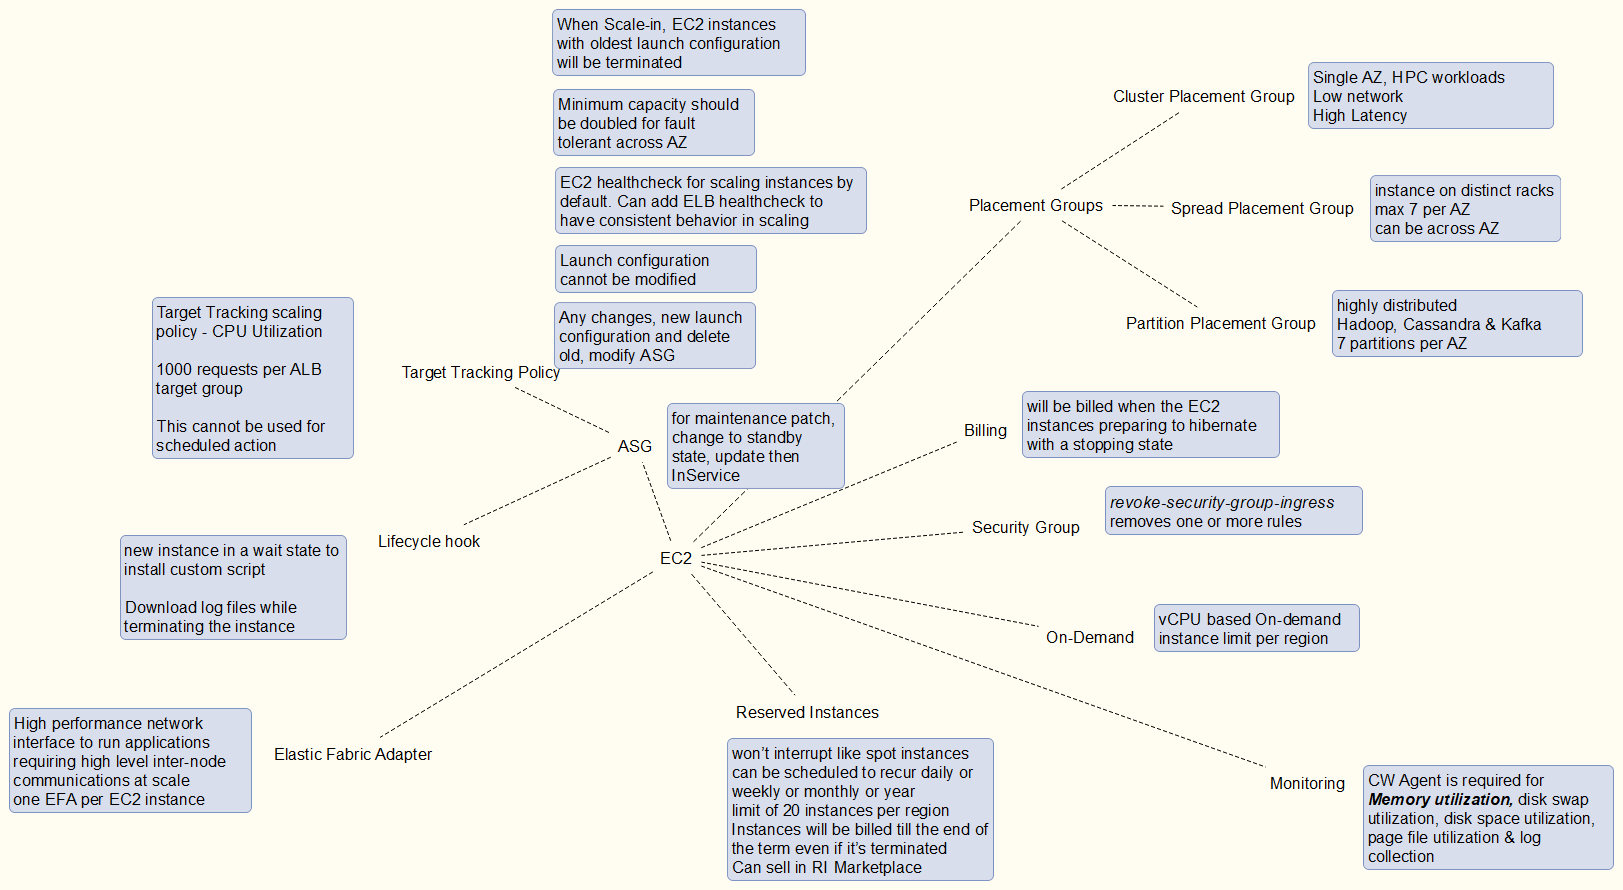 When Scale-in, EC2 instances
with oldest launch configuration
will be terminated
Minimum capacity should
be doubled for fault
tolerant across AZ
EC2 healthcheck for scaling instances by
default. Can add ELB healthcheck to
have consistent behavior in scaling
Launch configuration
cannot be modified
Any changes, new launch
configuration and delete
old, modify ASG
Target Tracking scaling
policy - CPU Utilization
1000 requests per ALB
target group
This cannot be used for
scheduled action
Target Tracking Policy
ASG
for maintenance patch,
change to standby
state, update then
InService
Lifecycle hook
new instance in a wait state to
install custom script
Download log files while
terminating the instance
EC2
Placement Groups
Cluster Placement Group
Single AZ, HPC workloads
Low network
High Latency
Spread Placement Group
instance on distinct racks
max 7 per AZ
can be across AZ
Partition Placement Group
highly distributed
Hadoop, Cassandra & Kafka
7 partitions per AZ
Billing
will be billed when the EC2
instances preparing to hibernate
with a stopping state
Security Group
revoke-security-group-ingress
removes one or more rules
On-Demand
vCPU based On-demand
instance limit per region
Monitoring
CW Agent is required for
Memory utilization, disk swap
utilization, disk space utilization,
page file utilization & log
collection
Reserved Instances
won't interrupt like spot instances
can be scheduled to recur daily or
weekly or monthly or year
limit of 20 instances per region
Instances will be billed till the end of
the term even if it's terminated
Can sell in RI Marketplace
Elastic Fabric Adapter
High performance network
interface to run applications
requiring high level inter-node
communications at scale
one EFA per EC2 instance